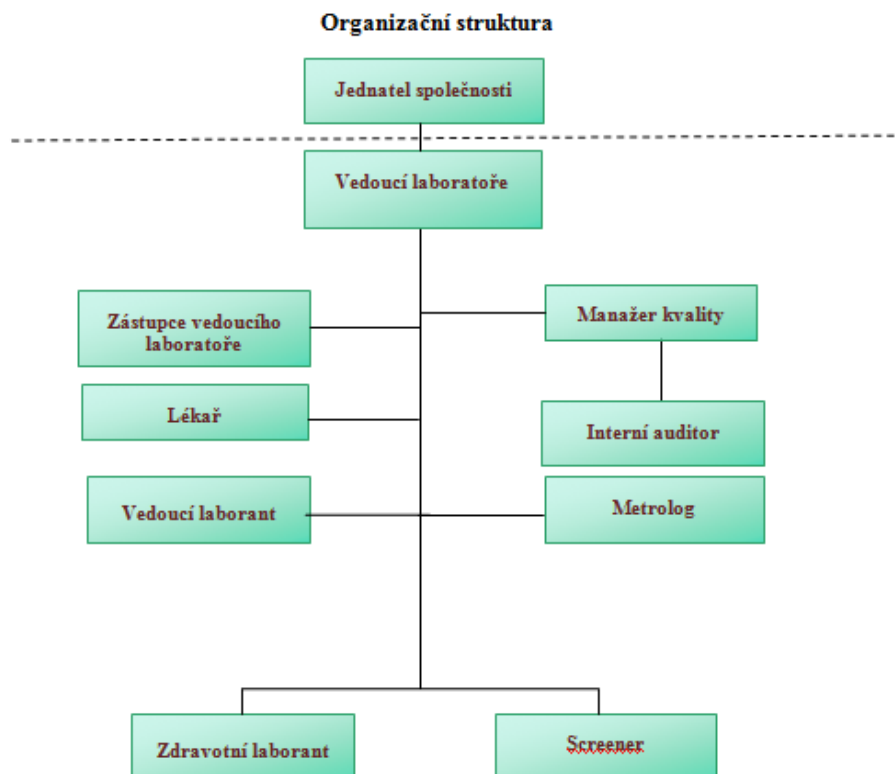 Organizační struktura
Jednatel společnosti
Vedoucí laboratoře
Zástupce vedoucího
laboratoře
Manažer kvality
Lékař
Interní auditor
Vedoucí laborant
Metrolog
Zdravotní laborant
Screener